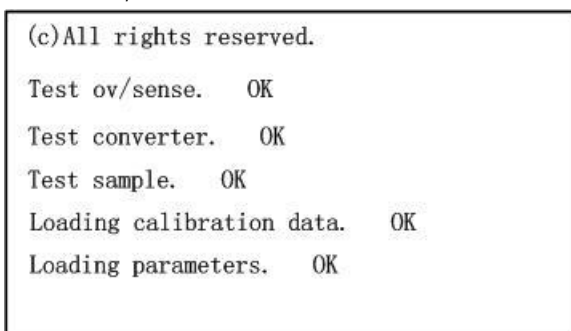 (c)All rights reserved.
Test ov/sense. OK
Test converter. OK
Test sample. OK
Loading calibration data. OK
Loading parameters. OK